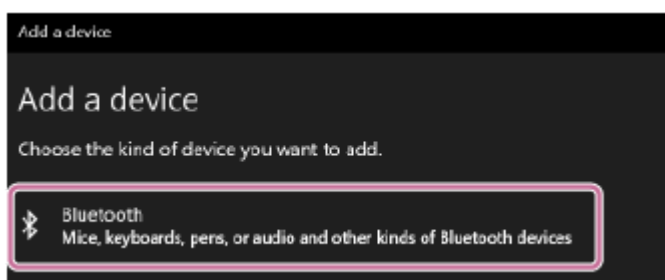 Add a device
Add a device
Choose the kind of device you want to add.
Bluetooth
Mice, keyboards, pens, or audio and other kinds of Bluetooth devices